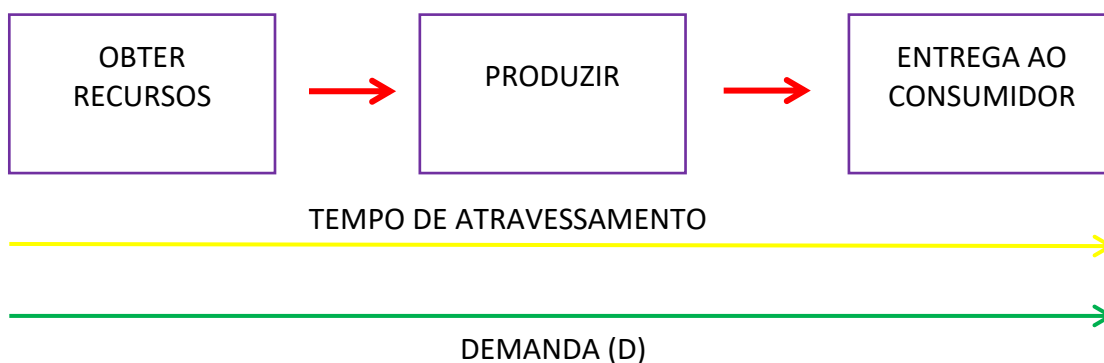 OBTER
RECURSOS
PRODUZIR
ENTREGA AO
CONSUMIDOR
TEMPO DE ATRAVESSAMENTO
DEMANDA (D)